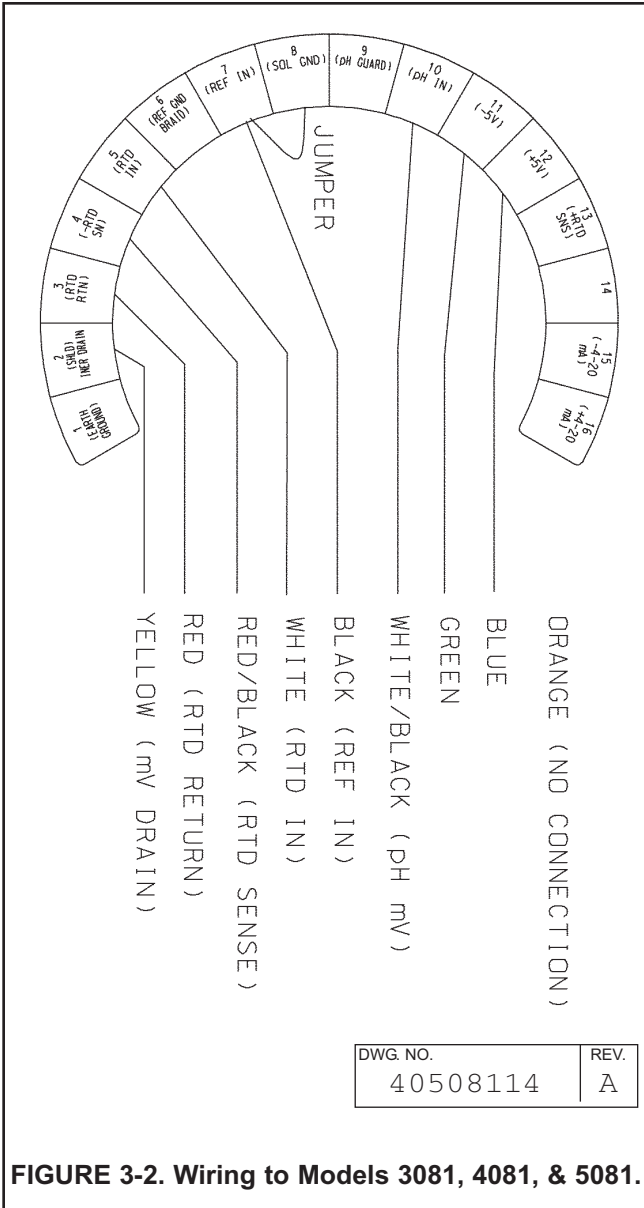 1
(EARTH
GROUND)
2
(SHLD)
INER DRAIN
3
(RTD
RTN)
4
(-RTD
SN)
5
(RTD
IN)
6
(REF GND
BRAID)
7
(REF IN)
8
(SOL GND)
9
(pH GUARD)
10
(pH IN)
11
(-5V)
12
(+5V)
13
(+RTD
SNS)
14
15
(-4-20
mA)
16
(+4-20
mA)
JUMPER
ORANGE (NO CONNECTION)
BLUE
GREEN
WHITE/BLACK (pH mV)
BLACK (REF IN)
WHITE (RTD IN)
RED/BLACK (RTD SENSE)
RED (RTD RETURN)
YELLOW (mV DRAIN)
DWG. NO.
40508114
REV.
A
FIGURE 3-2. Wiring to Models 3081, 4081, & 5081.